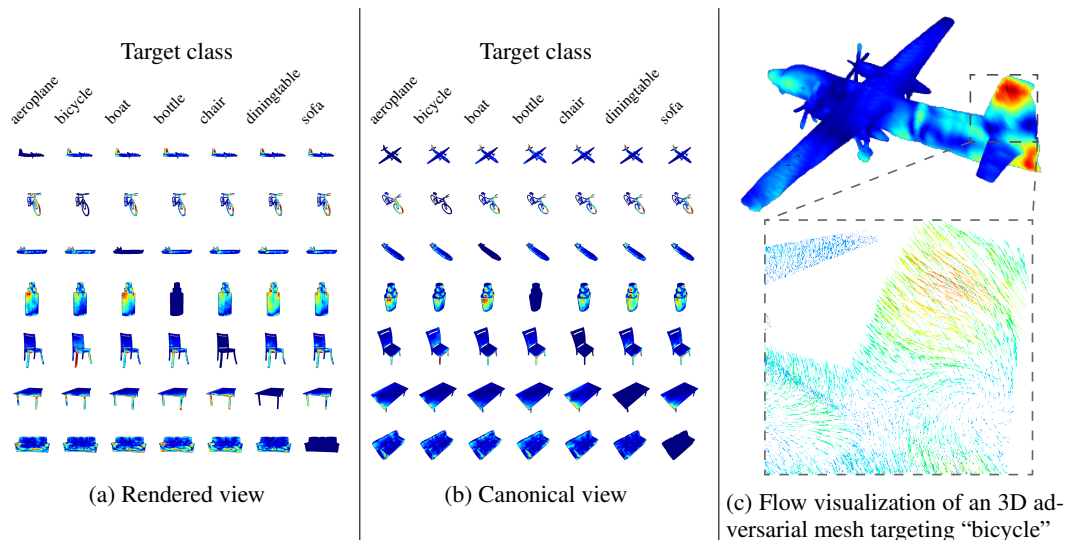 Target class
aeroplane
bicycle
boat
bottle
chair
diningtable
sofa
(a) Rendered view
Target class
aeroplane
bicycle
boat
bottle
chair
diningtable
sofa
(b) Canonical view
(c) Flow visualization of an 3D ad-
versarial mesh targeting “bicycle”